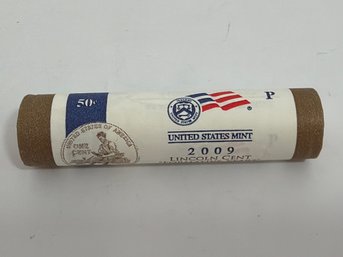 50¢
P
UNITED STATES OF AMERICA
ONE
CENT
UNITED STATES MINT
2009
LINCOLN CENT